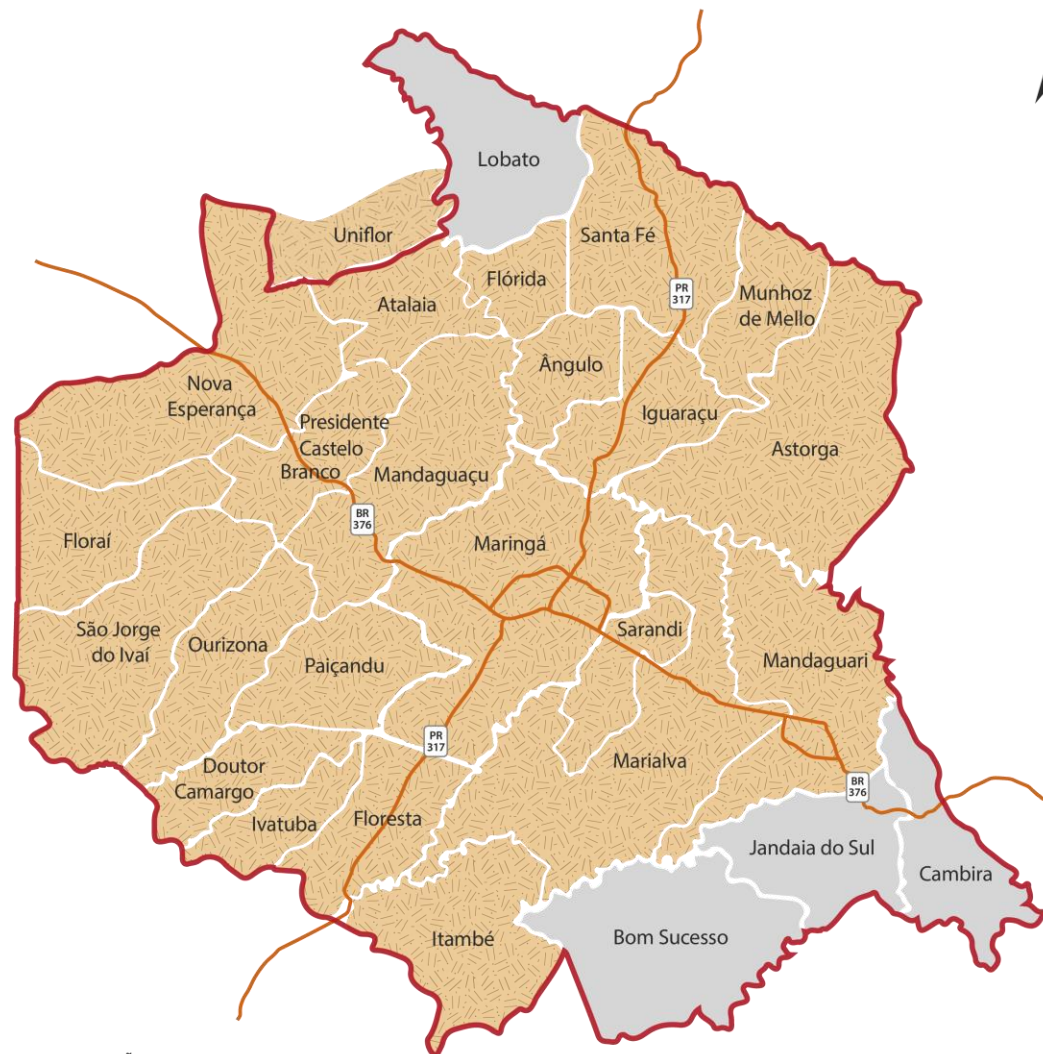 Lobato
Uniflor
Santa Fé
Flórida
Atalaia
PR
317
Munhoz
de Mello
Ângulo
Nova
Esperança
Iguaraçu
Presidente
Castelo
Branco
Mandaguaçu
Astorga
BR
376
Floraí
Maringá
São Jorge
do Ivaí
Ourizona
Sarandi
Paiçandu
Mandaguari
PR
317
Doutor
Camargo
Marialva
BR
376
Ivatuba
Floresta
Jandaia do Sul
Cambira
Itambé
Bom Sucesso